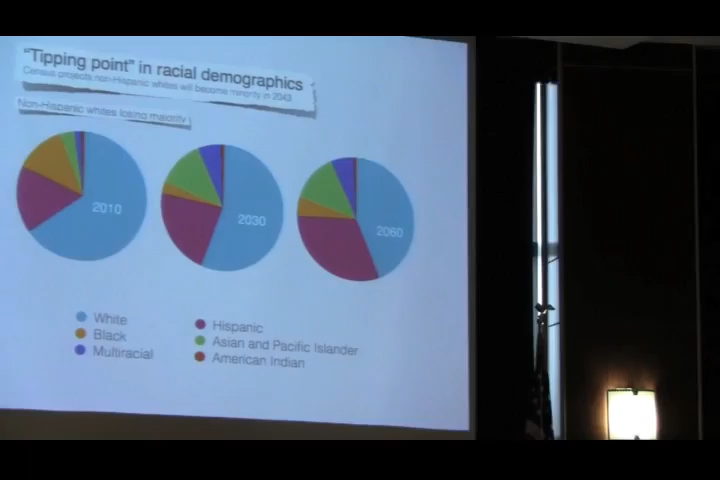 "Tipping point" in racial demographics
Census projects non-Hispanic whites will become minority in 2043
Non-Hispanic whites losing majority
2010
2030
2060
White
Black
Multiracial
Hispanic
Asian and Pacific Islander
American Indian